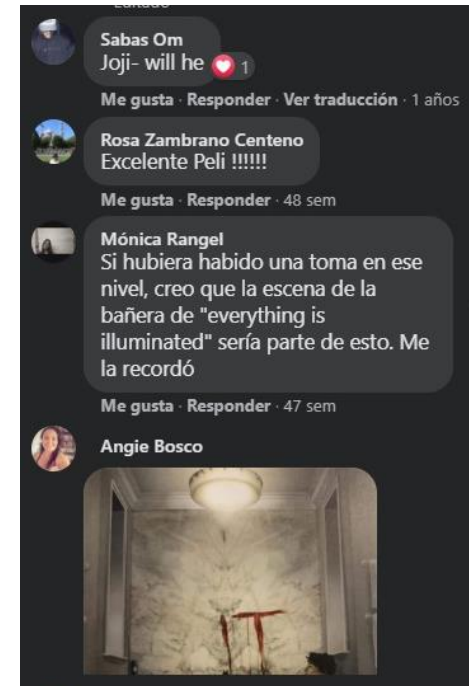 Sabas Om
Joji- will he 1
Me gusta · Responder · Ver traducción · 1 años
Rosa Zambrano Centeno
Excelente Peli !!!!!!
Me gusta · Responder · 48 sem
Mónica Rangel
Si hubiera habido una toma en ese
nivel, creo que la escena de la
bañera de "everything is
illuminated" sería parte de esto. Me
la recordó
Me gusta · Responder · 47 sem
Angie Bosco
IT